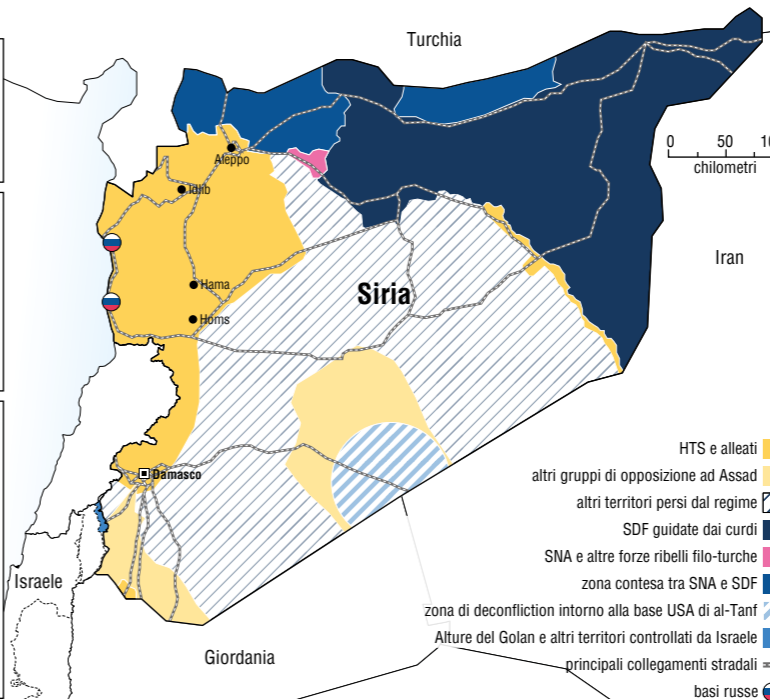 Turchia
0 50 10
chilometri
Aleppo
Idlib
Iran
Hama
Siria
Homs
HTS e alleati
Damasco
altri gruppi di opposizione ad Assad
altri territori persi dal regime
SDF guidate dai curdi
SNA e altre forze ribelli filo-turche
Israele
zona contesa tra SNA e SDF
zona di deconfliction intorno alla base USA di al-Tanf
Alture del Golan e altri territori controllati da Israele
Giordania
principali collegamenti stradali
basi russe